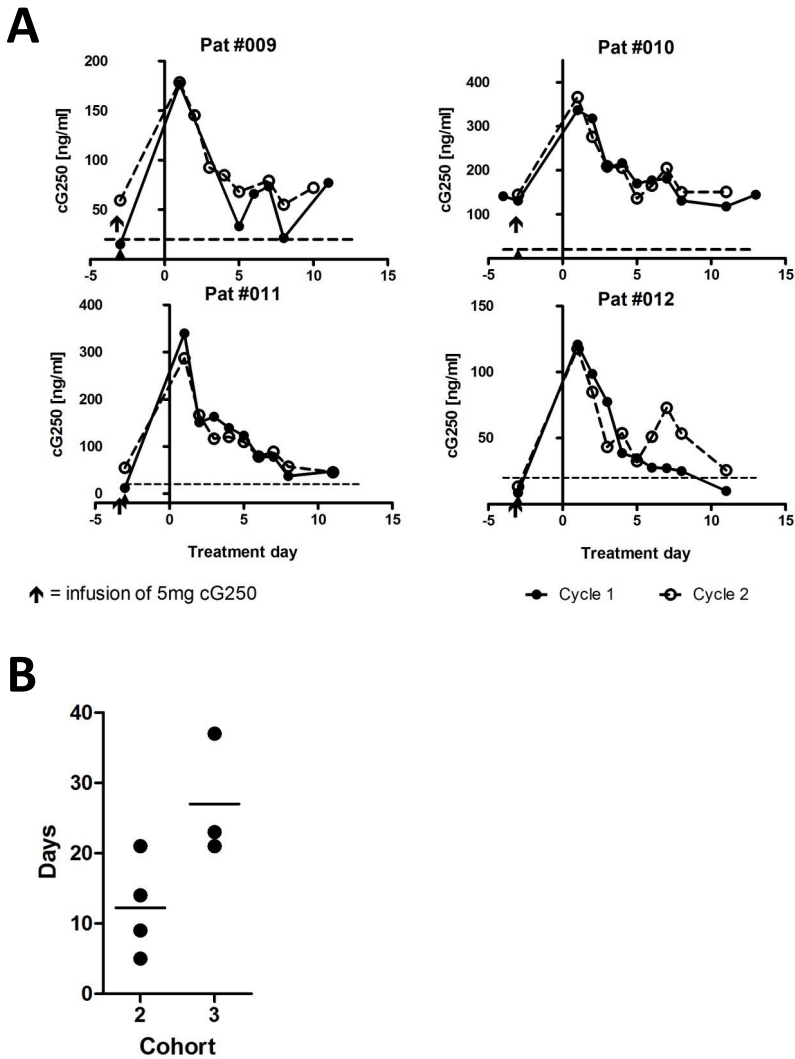 A
Pat #009
cG250 [ng/ml]
200
150
100
50
-5 0 5 10 15
Pat #010
cG250 [ng/ml]
400
300
200
100
-5 0 5 10 15
Pat #011
cG250 [ng/ml]
400
300
200
100
0
-5 0 5 10 15
Treatment day
Pat #012
cG250 [ng/ml]
150
100
50
-5 0 5 10 15
Treatment day
= infusion of 5mg cG250
Cycle 1 Cycle 2
B
Days
40
30
20
10
0
2 3
Cohort